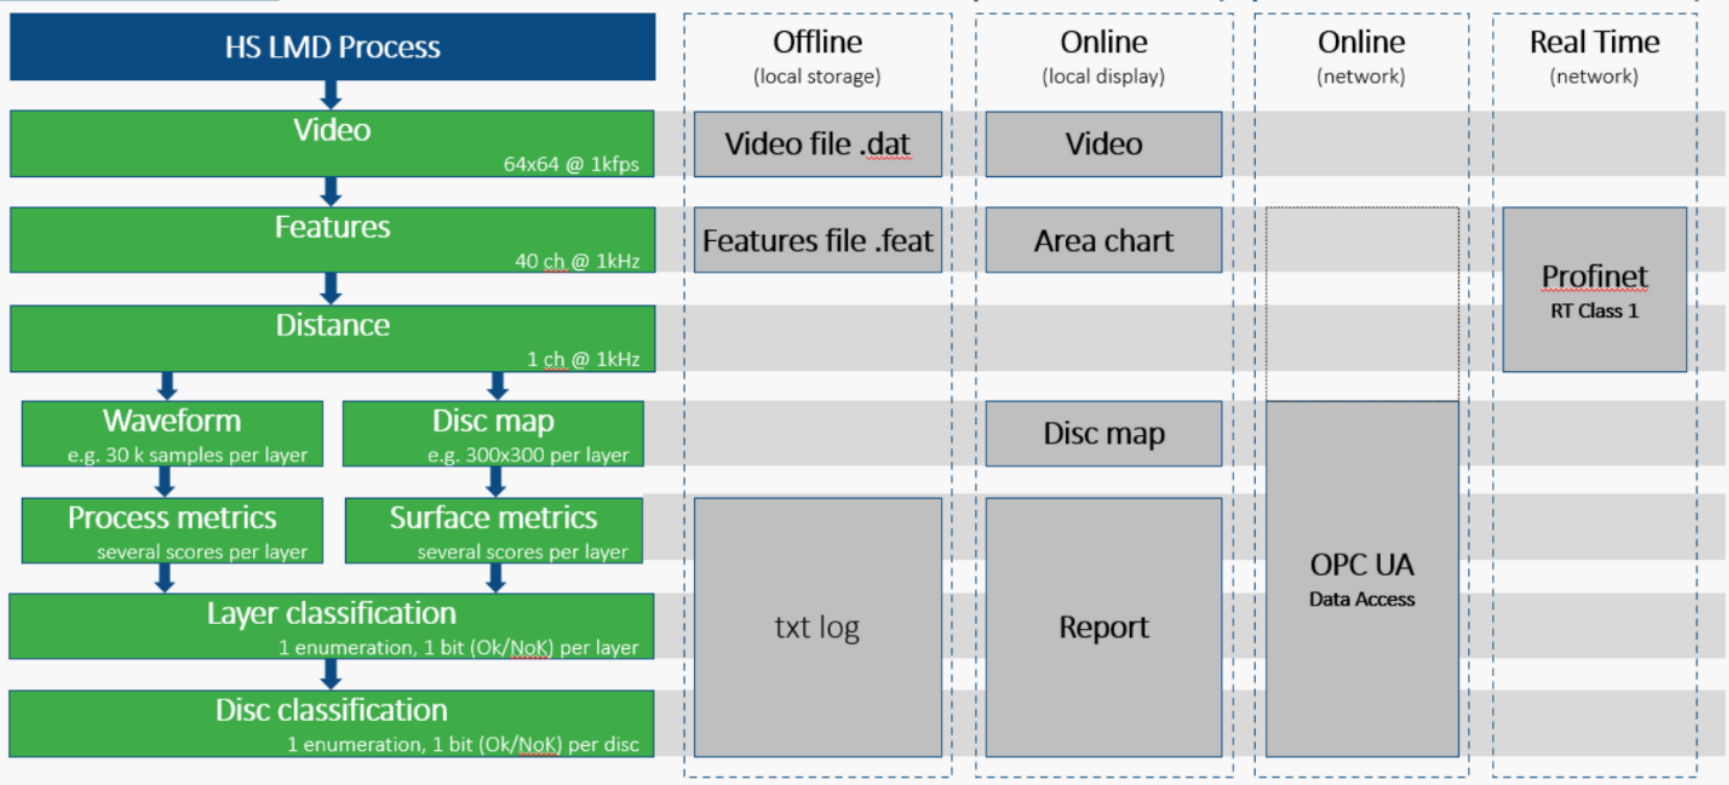 HS LMD Process
Offline
(local storage)
Online
(local display)
Online
(network)
Real Time
(network)
Video
64x64 @ 1kfps
Video file .dat
Video
Features
40 ch @ 1kHz
Features file .feat
Area chart
Profinet
RT Class 1
Distance
1 ch @ 1kHz
Waveform
e.g. 30 k samples per layer
Disc map
e.g. 300x300 per layer
Disc map
Process metrics
several scores per layer
Surface metrics
several scores per layer
OPC UA
Data Access
Layer classification
1 enumeration, 1 bit (Ok/NoK) per layer
txt log
Report
Disc classification
1 enumeration, 1 bit (Ok/NoK) per disc